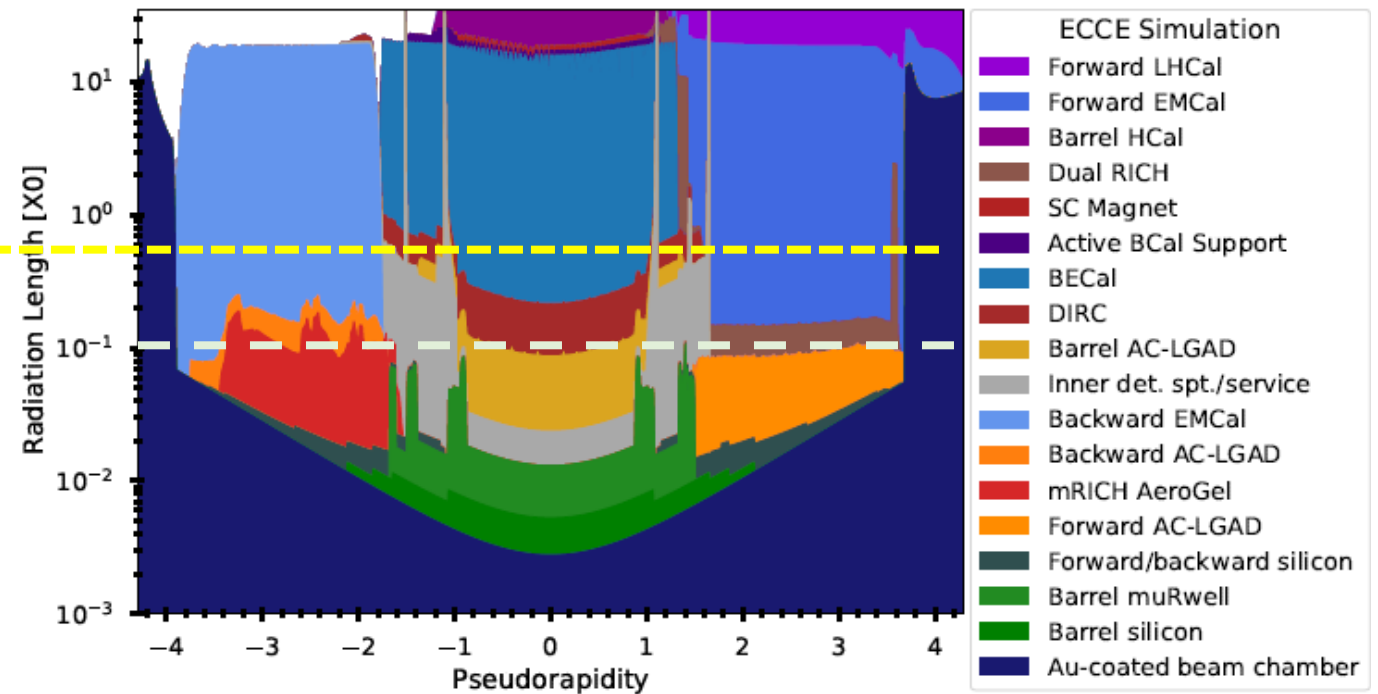 ECCE Simulation
Forward LHCal
Forward EMCal
Barrel HCal
Dual RICH
SC Magnet
Active BCal Support
BECal
DIRC
Barrel AC-LGAD
Inner det. spt./service
Backward EMCal
Backward AC-LGAD
mRICH AeroGel
Forward AC-LGAD
Forward/backward silicon
Barrel muRwell
Barrel silicon
Au-coated beam chamber
Radiation Length [X0]
10¹
10⁰
10⁻¹
10⁻²
10⁻³
−4 −3 −2 −1 0 1 2 3 4
Pseudorapidity